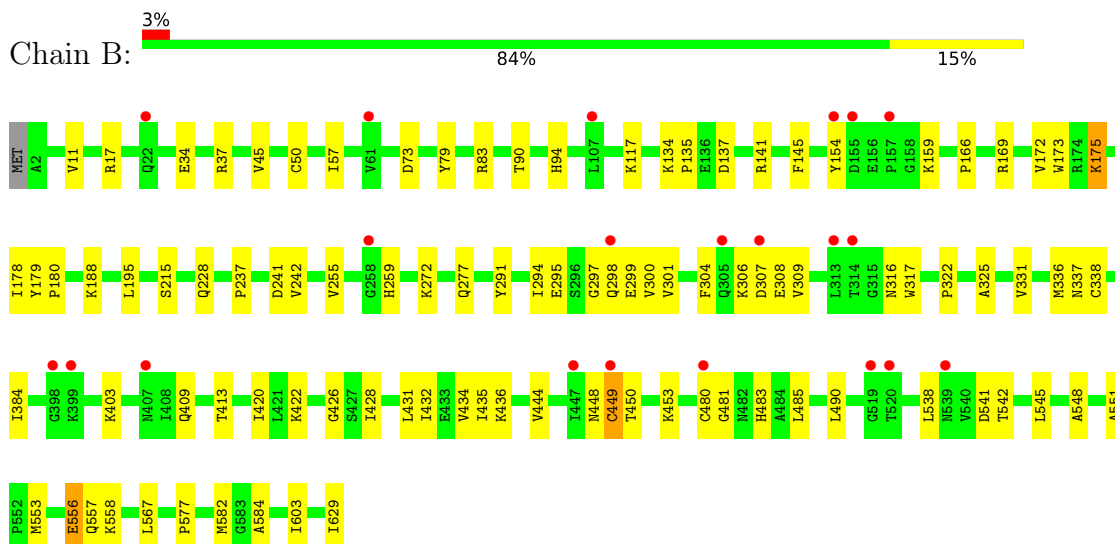 3%
Chain B:
84% 15%
MET A2 V11 R17 Q22 E34 R37 V45 C50 I57 V61 D73 Y79 R83 T90 H94 L107 K117 K134 P135 E136 D137 R141 F145 Y154 D155 E156 P157 G158 K159 P166 R169 V172 W173 R174 K175
I178 Y179 P180 K188 L195 S215 Q228 P237 D241 V242 V255 G258 H259 K272 Q277 Y291 I294 E295 S296 G297 Q298 E299 V300 V301 F304 Q305 K306 D307 E308 V309 L313 T314 G315 N316 W317 P322 A325 V331 M336 N337 C338
I384 G398 K399 K403 N407 I408 Q409 T413 I420 L421 K422 G426 S427 I428 L431 I432 E433 V434 I435 K436 V444 I447 N448 C449 T450 K453 C480 G481 N482 H483 A484 L485 L490 G519 T520 L538 N539 V540 D541 T542 L545 A548 A551
P552 M553 E556 Q557 K558 L567 P577 M582 G583 A584 I603 I629